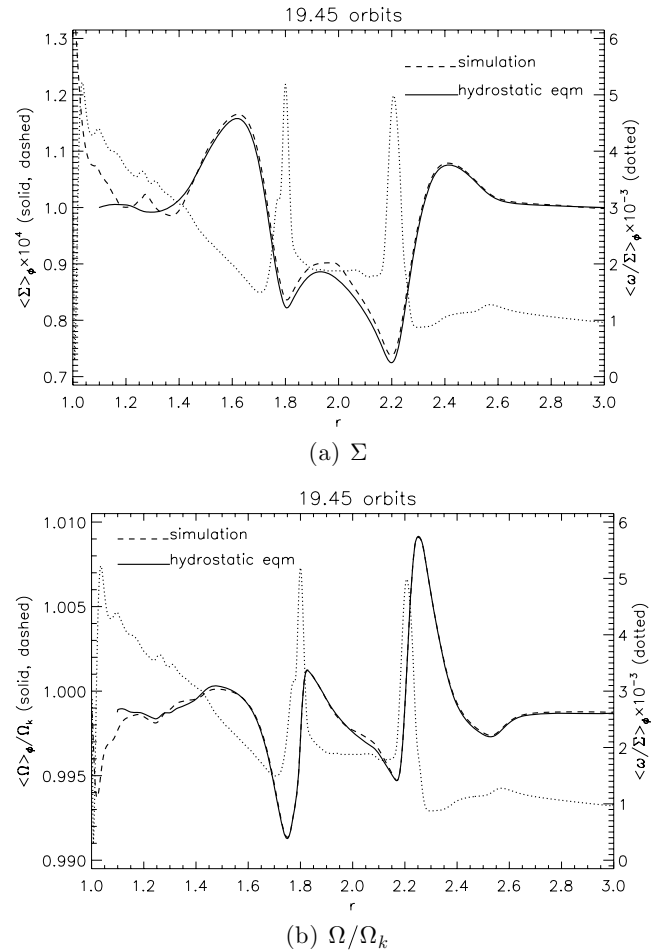 19.45 orbits
simulation
hydrostatic eqm
<Σ>ϕ×10⁴ (solid, dashed)
1.3
1.2
1.1
1.0
0.9
0.8
0.7
<ω/Σ>ϕ×10⁻³ (dotted)
6
5
4
3
2
1
0
1.0 1.2 1.4 1.6 1.8 2.0 2.2 2.4 2.6 2.8 3.0
r
(a) Σ
19.45 orbits
simulation
hydrostatic eqm
<Ω>ϕ/Ωk (solid, dashed)
1.010
1.005
1.000
0.995
0.990
<ω/Σ>ϕ×10⁻³ (dotted)
6
5
4
3
2
1
0
1.0 1.2 1.4 1.6 1.8 2.0 2.2 2.4 2.6 2.8 3.0
r
(b) Ω/Ωk